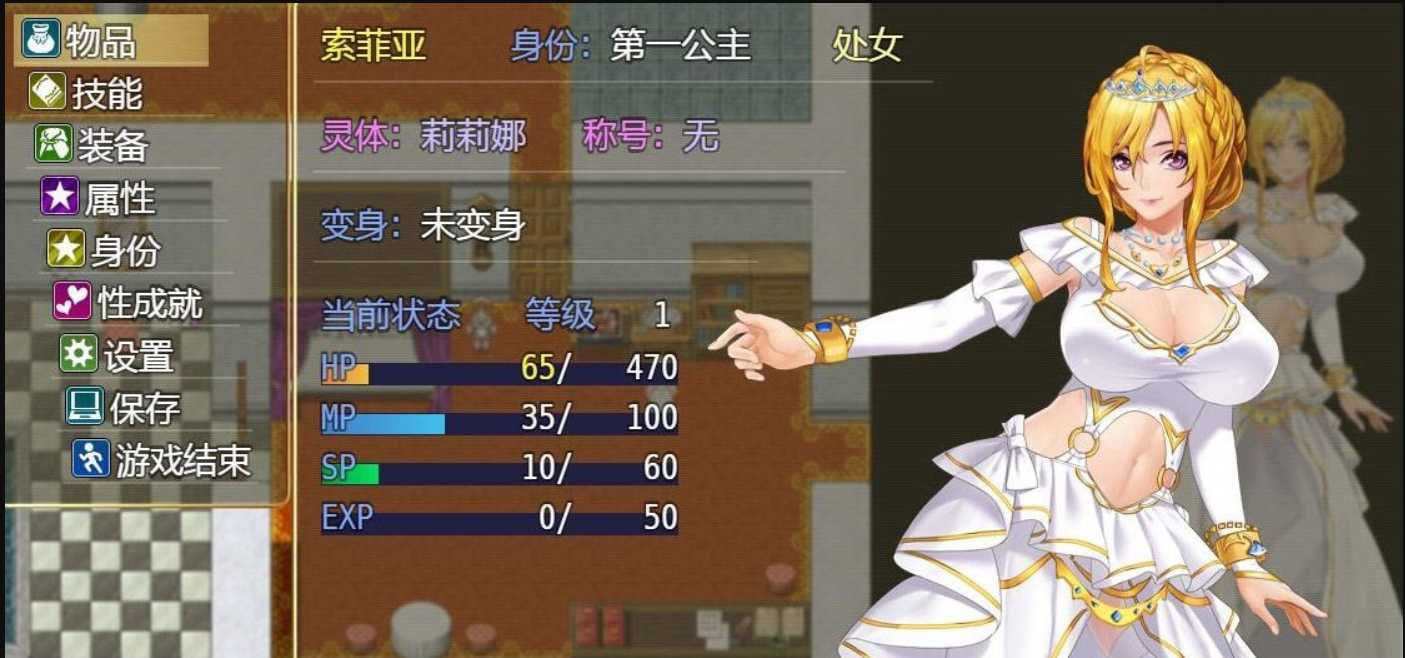 物品
技能
装备
属性
身份
性成就
设置
保存
游戏结束
索菲亚 身份：第一公主 处女
灵体：莉莉娜 称号：无
变身：未变身
当前状态 等级 1
HP 65/ 470
MP 35/ 100
SP 10/ 60
EXP 0/ 50